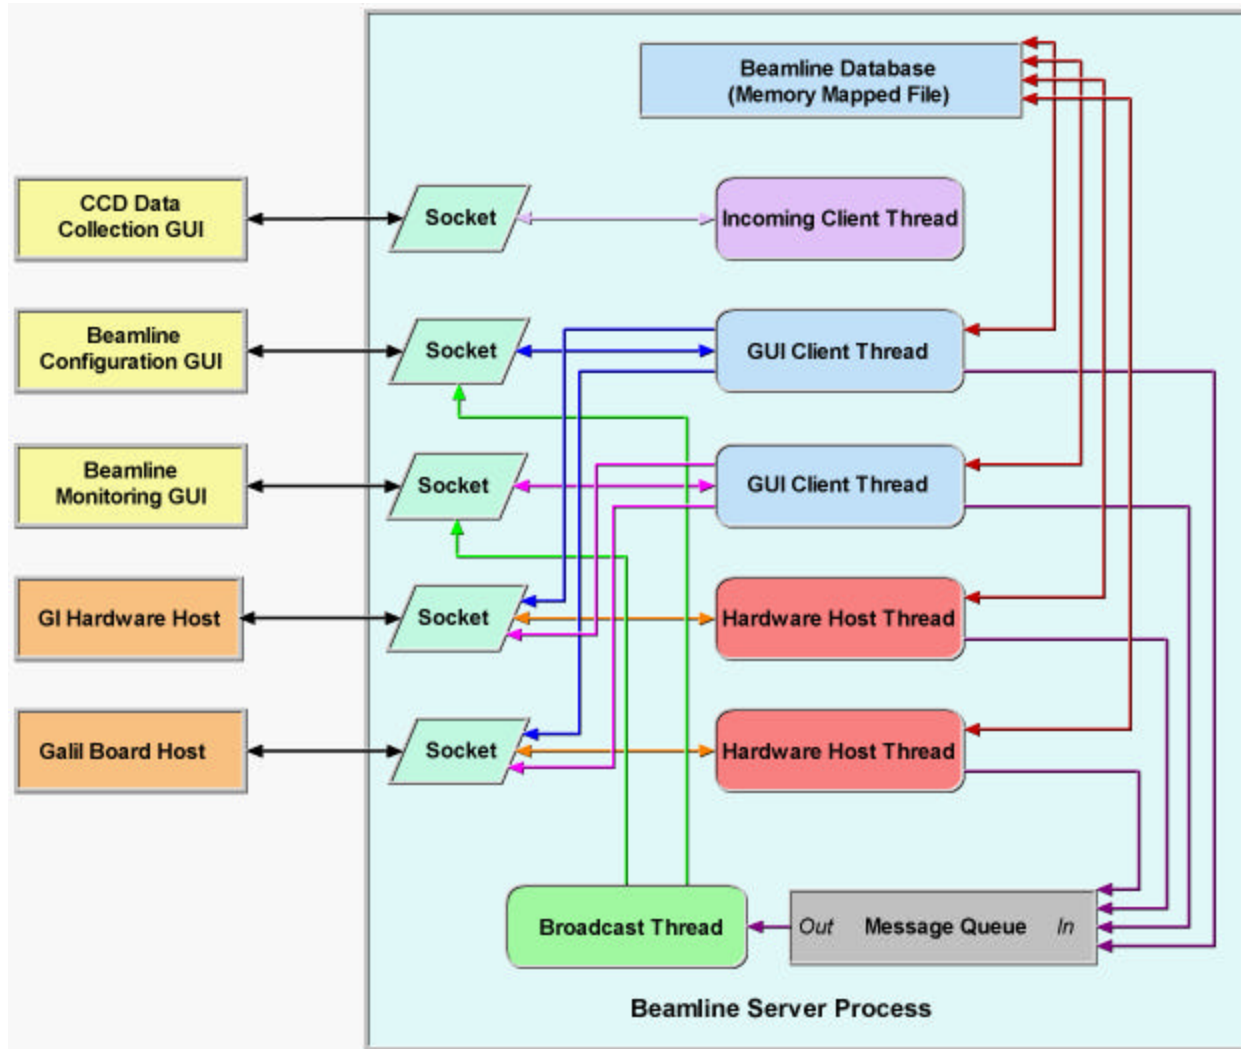 Beamline Database
(Memory Mapped File)
CCD Data
Collection GUI
Socket
Incoming Client Thread
Beamline
Configuration GUI
Socket
GUI Client Thread
Beamline
Monitoring GUI
Socket
GUI Client Thread
GI Hardware Host
Socket
Hardware Host Thread
Galil Board Host
Socket
Hardware Host Thread
Broadcast Thread
Out Message Queue In
Beamline Server Process